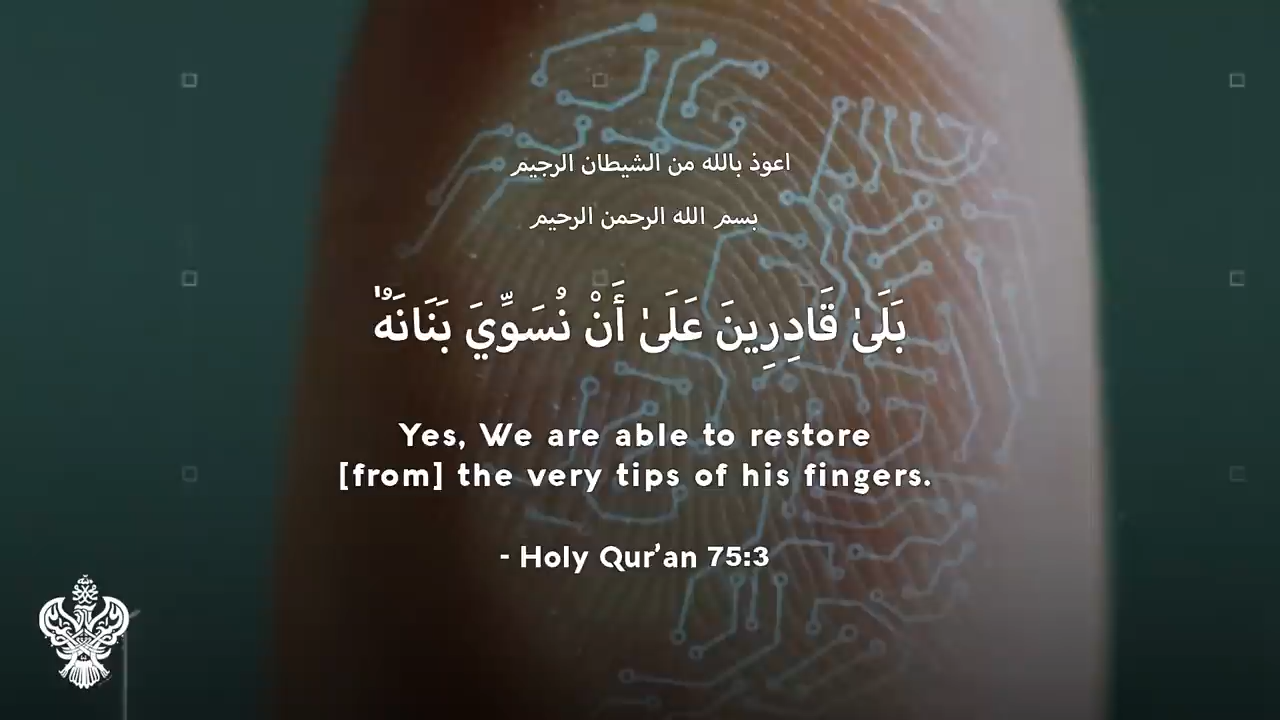 اعوذ بالله من الشيطان الرجيم
بسم الله الرحمن الرحيم
بَلَىٰ قَادِرِينَ عَلَىٰ أَنْ نُسَوِّيَ بَنَانَهُ
Yes, We are able to restore
[from] the very tips of his fingers.
- Holy Qur'an 75:3